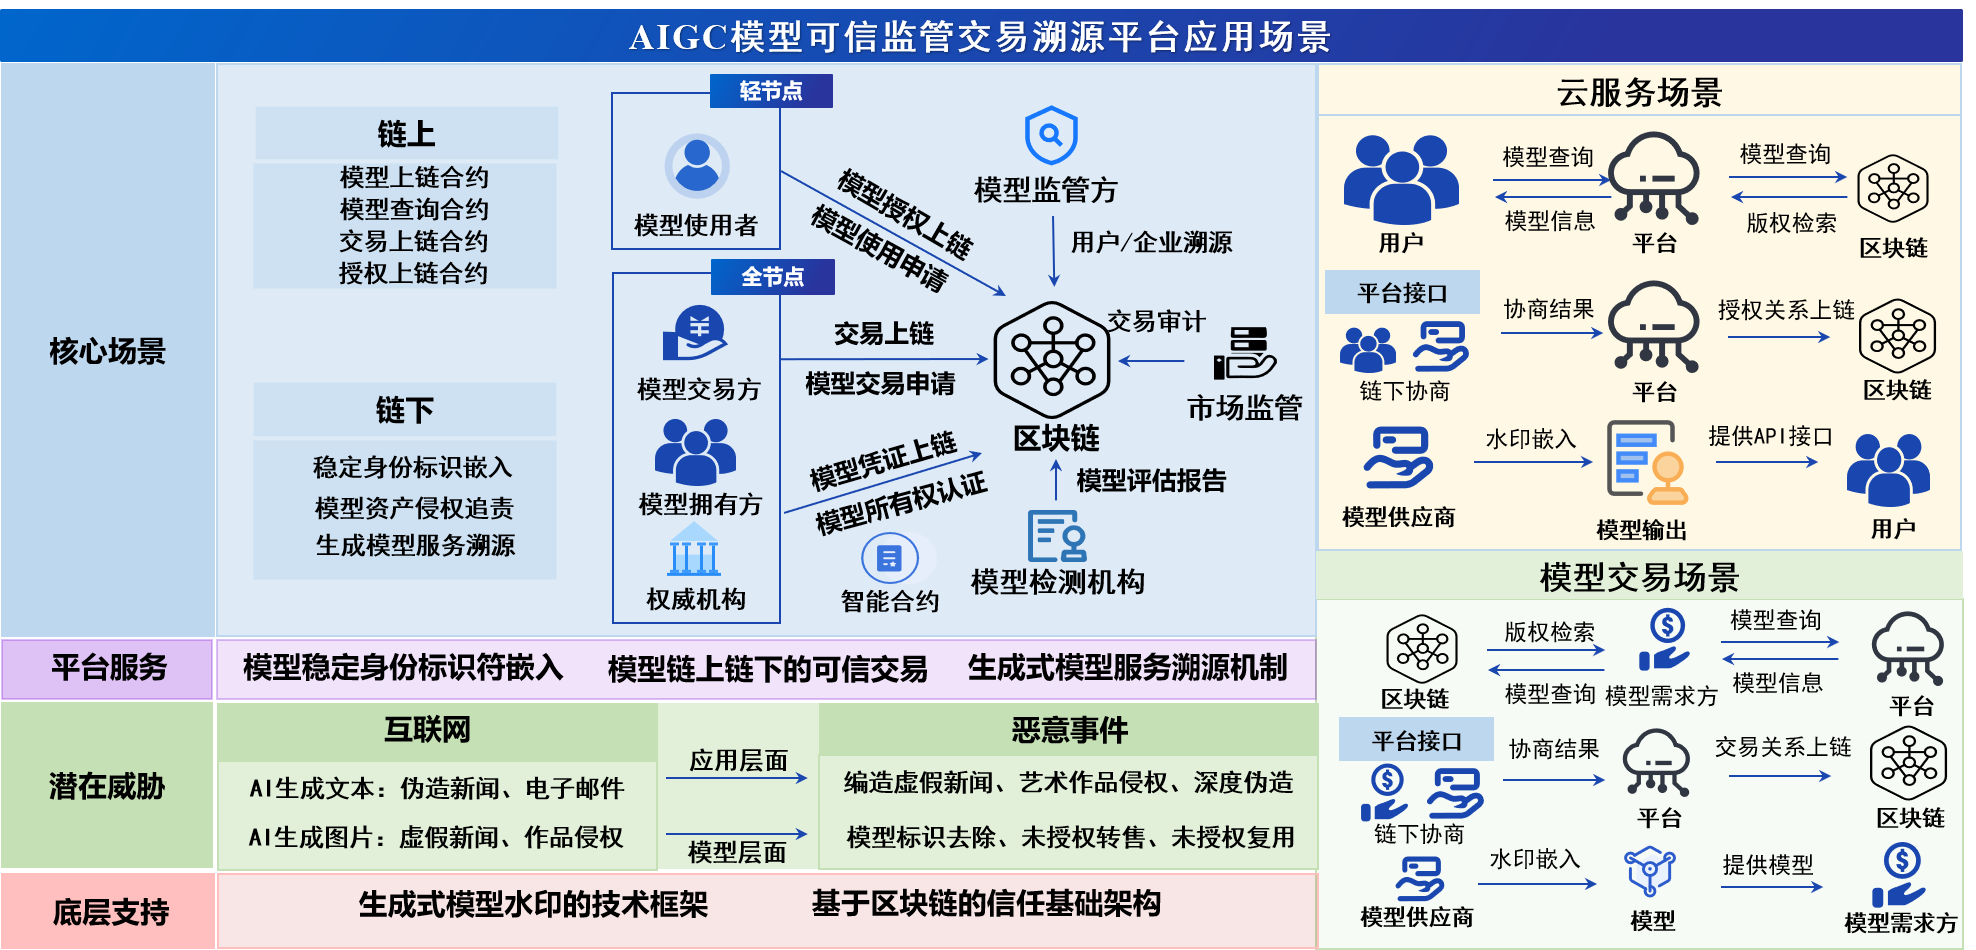 AIGC模型可信监管交易溯源平台应用场景
核心场景
链上
模型上链合约
模型查询合约
交易上链合约
授权上链合约
链下
稳定身份标识嵌入
模型资产侵权追责
生成模型服务溯源
轻节点
模型使用者
全节点
模型交易方
模型拥有方
权威机构
模型授权上链
模型使用申请
交易上链
模型交易申请
模型凭证上链
模型所有权认证
智能合约
模型监管方
用户/企业溯源
区块链
交易审计
市场监管
模型评估报告
模型检测机构
云服务场景
用户
模型查询
模型信息
平台
模型查询
版权检索
区块链
平台接口
链下协商
协商结果
平台
授权关系上链
区块链
模型供应商
水印嵌入
模型输出
提供API接口
用户
模型交易场景
区块链
版权检索
模型查询
模型需求方
模型查询
模型信息
平台
平台接口
链下协商
协商结果
平台
交易关系上链
区块链
模型供应商
水印嵌入
模型
提供模型
模型需求方
平台服务
模型稳定身份标识符嵌入
模型链上链下的可信交易
生成式模型服务溯源机制
潜在威胁
互联网
AI生成文本：伪造新闻、电子邮件
AI生成图片：虚假新闻、作品侵权
应用层面
模型层面
恶意事件
编造虚假新闻、艺术作品侵权、深度伪造
模型标识去除、未授权转售、未授权复用
底层支持
生成式模型水印的技术框架
基于区块链的信任基础架构